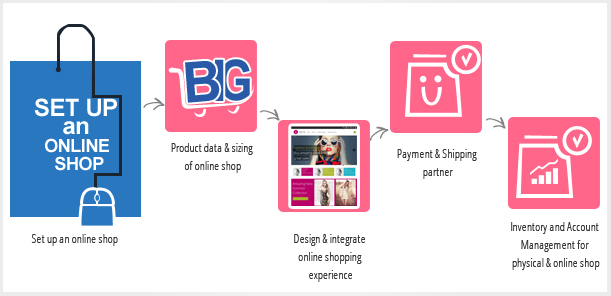 SET UP
an
ONLINE
SHOP
Set up an online shop
BIG
Product data & sizing
of online shop
Design & integrate
online shopping
experience
Payment & Shipping
partner
Inventory and Account
Management for
physical & online shop